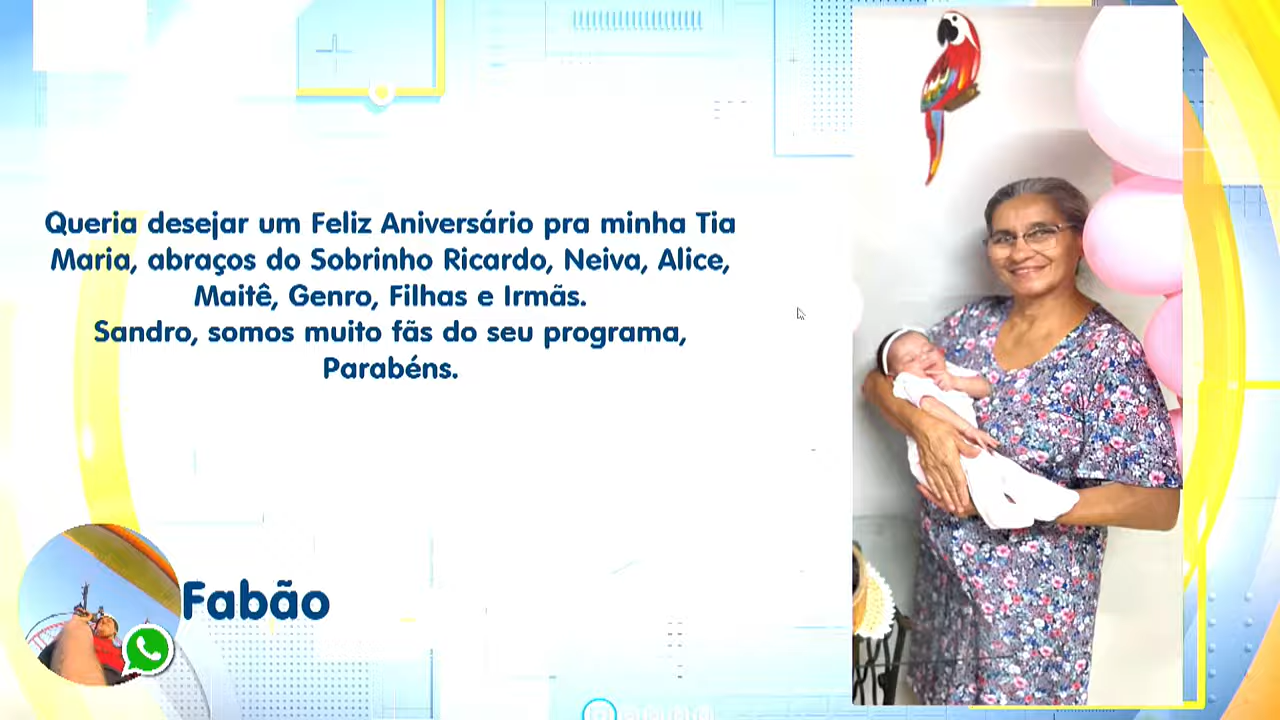 Queria desejar um Feliz Aniversário pra minha Tia
Maria, abraços do Sobrinho Ricardo, Neiva, Alice,
Maitê, Genro, Filhas e Irmãs.
Sandro, somos muito fãs do seu programa,
Parabéns.
Fabão